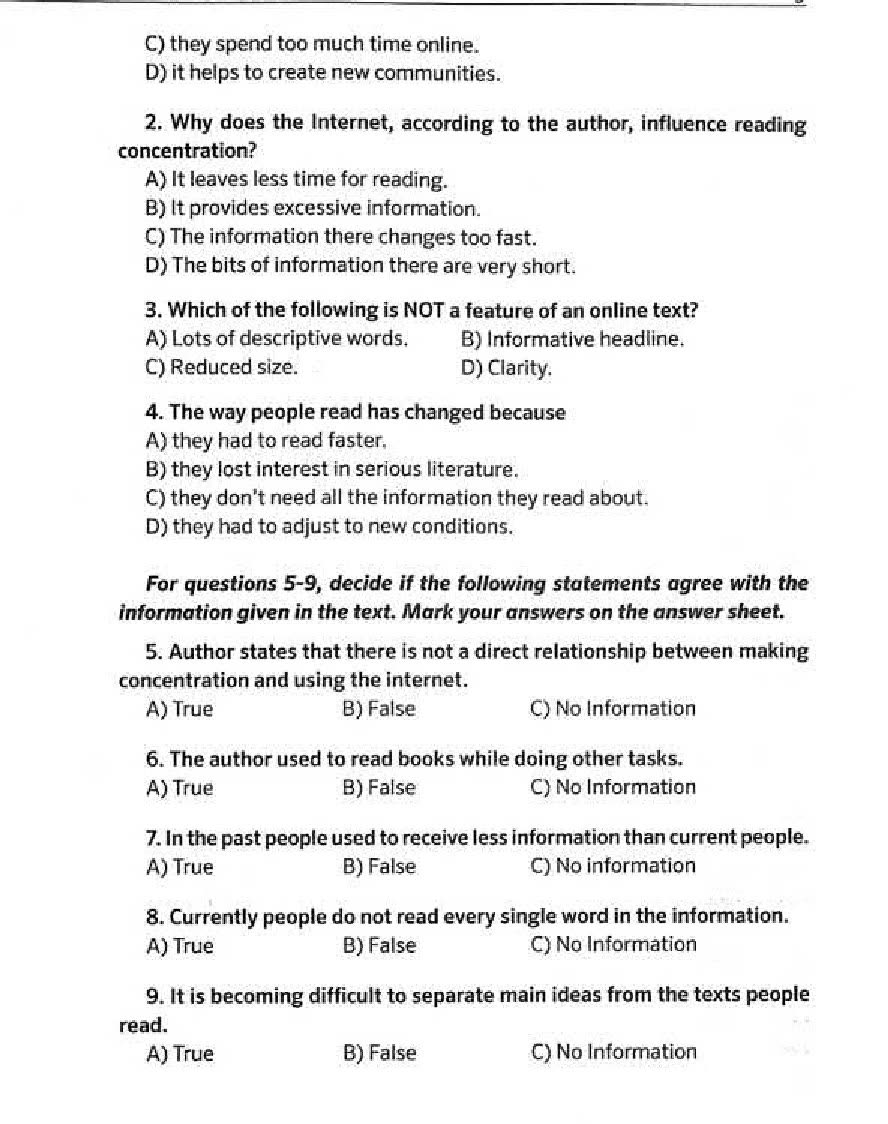 C) they spend too much time online.
D) it helps to create new communities.
2. Why does the Internet, according to the author, influence reading
concentration?
A) It leaves less time for reading.
B) It provides excessive information.
C) The information there changes too fast.
D) The bits of information there are very short.
3. Which of the following is NOT a feature of an online text?
A) Lots of descriptive words. B) Informative headline.
C) Reduced size. D) Clarity.
4. The way people read has changed because
A) they had to read faster.
B) they lost interest in serious literature.
C) they don't need all the information they read about.
D) they had to adjust to new conditions.
For questions 5-9, decide if the following statements agree with the
information given in the text. Mark your answers on the answer sheet.
5. Author states that there is not a direct relationship between making
concentration and using the internet.
A) True B) False C) No Information
6. The author used to read books while doing other tasks.
A) True B) False C) No Information
7. In the past people used to receive less information than current people.
A) True B) False C) No information
8. Currently people do not read every single word in the information.
A) True B) False C) No Information
9. It is becoming difficult to separate main ideas from the texts people
read.
A) True B) False C) No Information